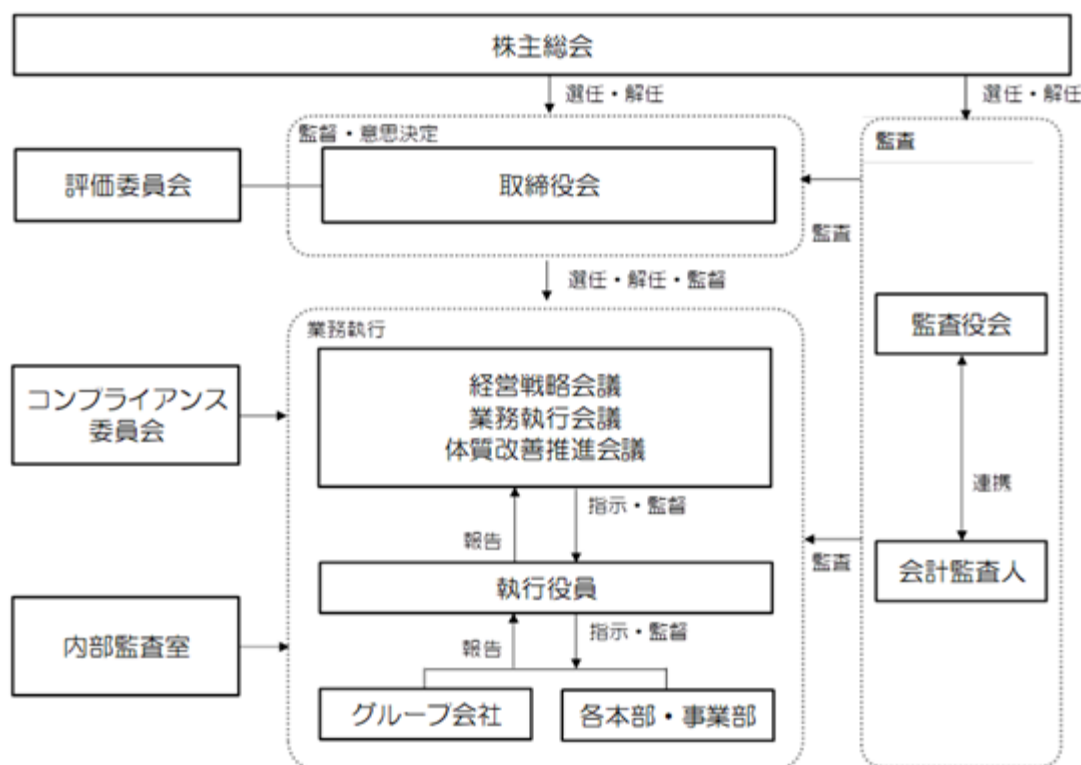 株主総会
選任・解任
選任・解任
監督・意思決定
監査
評価委員会
取締役会
監査
選任・解任・監督
業務執行
監査役会
コンプライアンス
委員会
経営戦略会議
業務執行会議
体質改善推進会議
連携
指示・監督
報告
監査
会計監査人
執行役員
内部監査室
指示・監督
報告
グループ会社
各本部・事業部